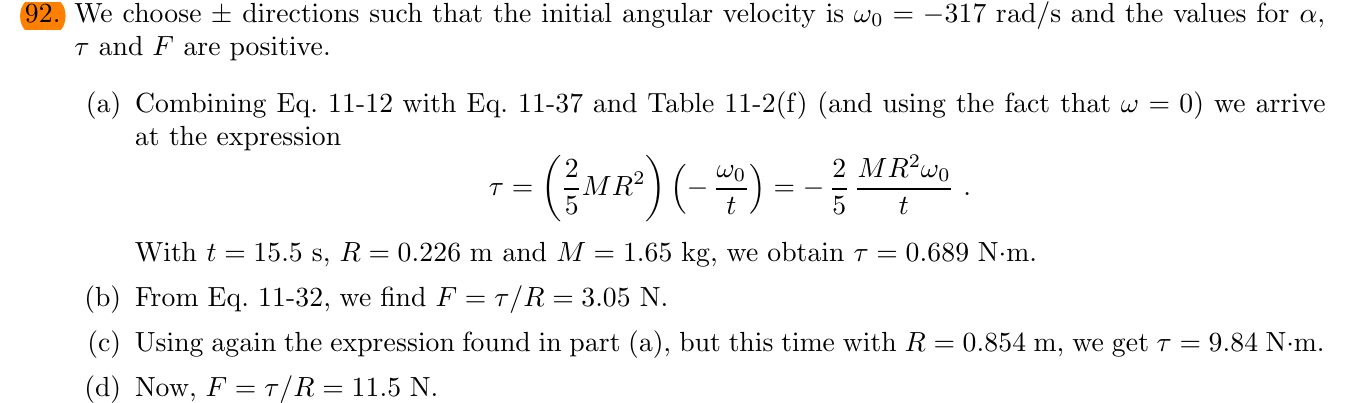 92. We choose ± directions such that the initial angular velocity is ω₀ = −317 rad/s and the values for α,
τ and F are positive.
(a) Combining Eq. 11-12 with Eq. 11-37 and Table 11-2(f) (and using the fact that ω = 0) we arrive
at the expression
τ = (2/5 MR²) (− ω₀/t) = − 2/5 MR²ω₀/t .
With t = 15.5 s, R = 0.226 m and M = 1.65 kg, we obtain τ = 0.689 N·m.
(b) From Eq. 11-32, we find F = τ/R = 3.05 N.
(c) Using again the expression found in part (a), but this time with R = 0.854 m, we get τ = 9.84 N·m.
(d) Now, F = τ/R = 11.5 N.